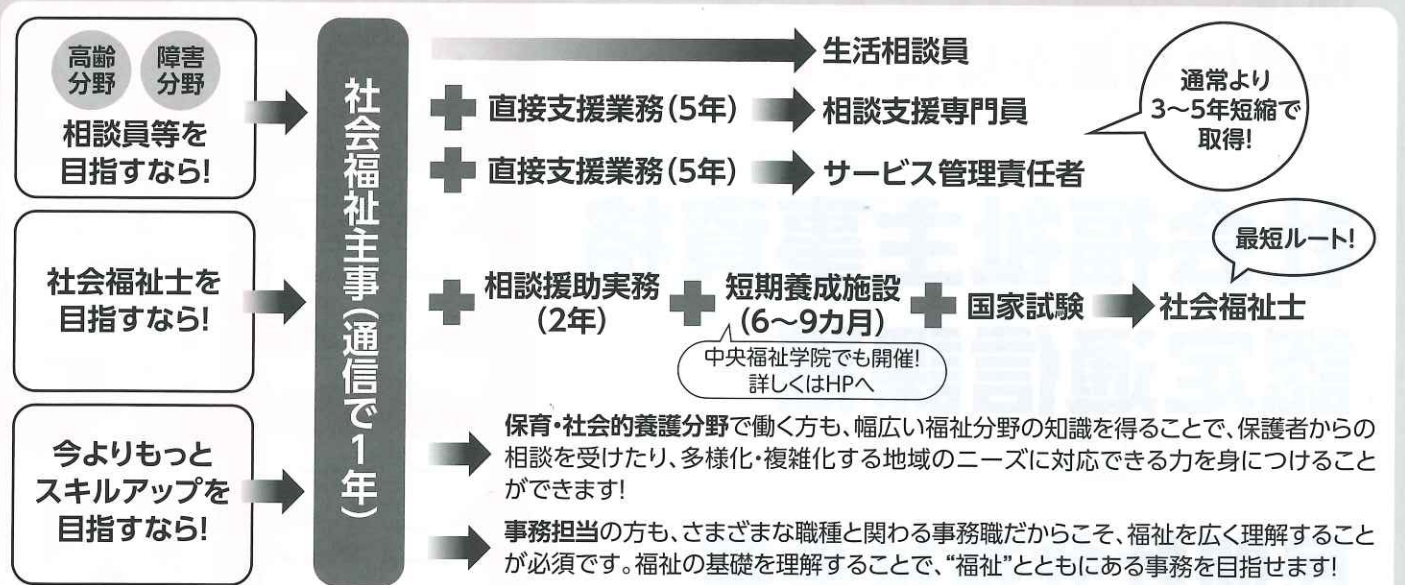 高齢
分野
障害
分野
相談員等を
目指すなら!
社会福祉士を
目指すなら!
今よりもっと
スキルアップを
目指すなら!
社会福祉主事(通信で1年)
生活相談員
直接支援業務(5年)
相談支援専門員
直接支援業務(5年)
サービス管理責任者
通常より
3〜5年短縮で
取得!
相談援助実務
(2年)
短期養成施設
(6〜9カ月)
国家試験
社会福祉士
最短ルート!
中央福祉学院でも開催!
詳しくはHPへ
保育・社会的養護分野で働く方も、幅広い福祉分野の知識を得ることで、保護者からの
相談を受けたり、多様化・複雑化する地域のニーズに対応できる力を身につけること
ができます!
事務担当の方も、さまざまな職種と関わる事務職だからこそ、福祉を広く理解すること
が必須です。福祉の基礎を理解することで、“福祉”とともにある事務を目指せます!